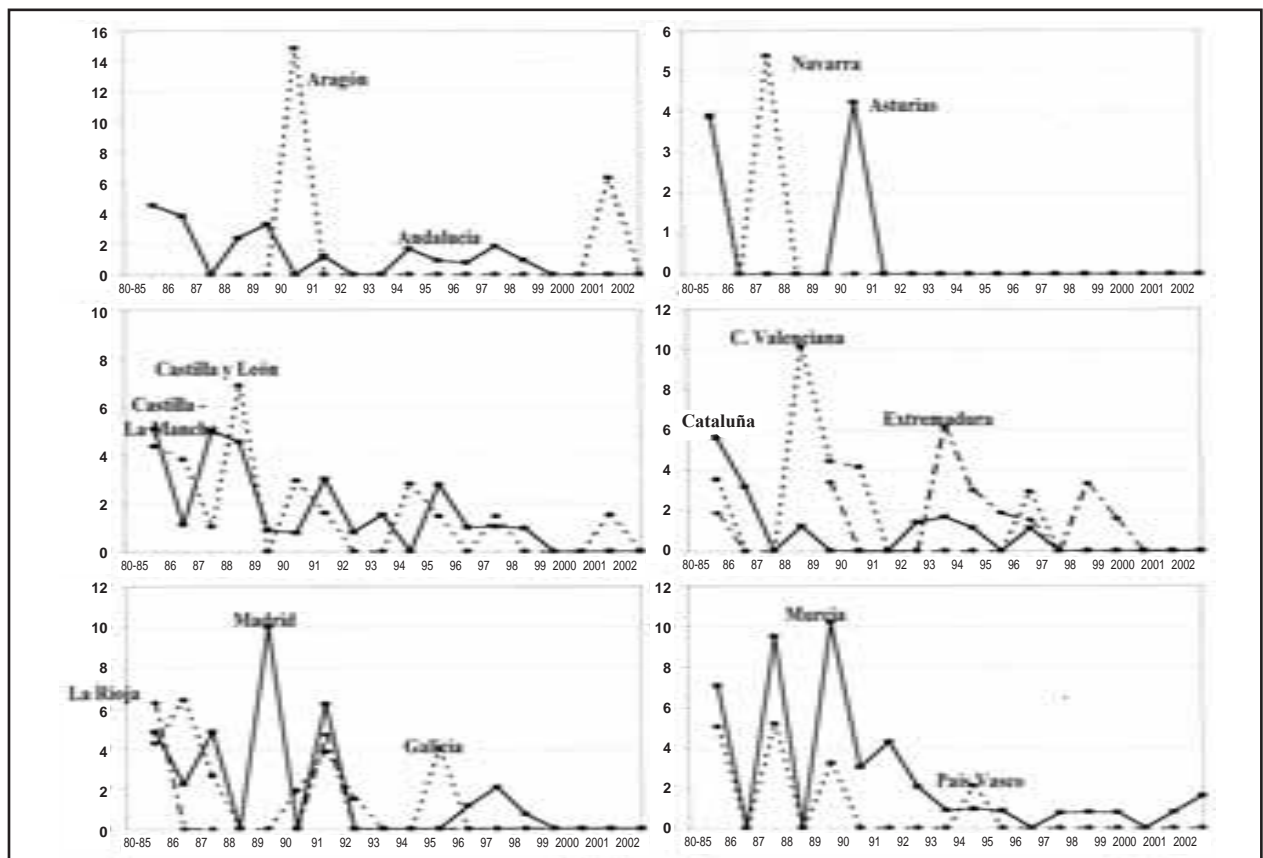 16
14
12
10
8
6
4
2
0
Aragón
Andalucía
80-85 86 87 88 89 90 91 92 93 94 95 96 97 98 99 2000 2001 2002
6
5
4
3
2
1
0
Navarra
Asturias
80-85 86 87 88 89 90 91 92 93 94 95 96 97 98 99 2000 2001 2002
10
8
6
4
2
0
Castilla y León
Castilla -
La Mancha
80-85 86 87 88 89 90 91 92 93 94 95 96 97 98 99 2000 2001 2002
12
10
8
6
4
2
0
C. Valenciana
Cataluña
Extremadura
80-85 86 87 88 89 90 91 92 93 94 95 96 97 98 99 2000 2001 2002
12
10
8
6
4
2
0
Madrid
La Rioja
Galicia
80-85 86 87 88 89 90 91 92 93 94 95 96 97 98 99 2000 2001 2002
12
10
8
6
4
2
0
Murcia
País Vasco
80-85 86 87 88 89 90 91 92 93 94 95 96 97 98 99 2000 2001 2002